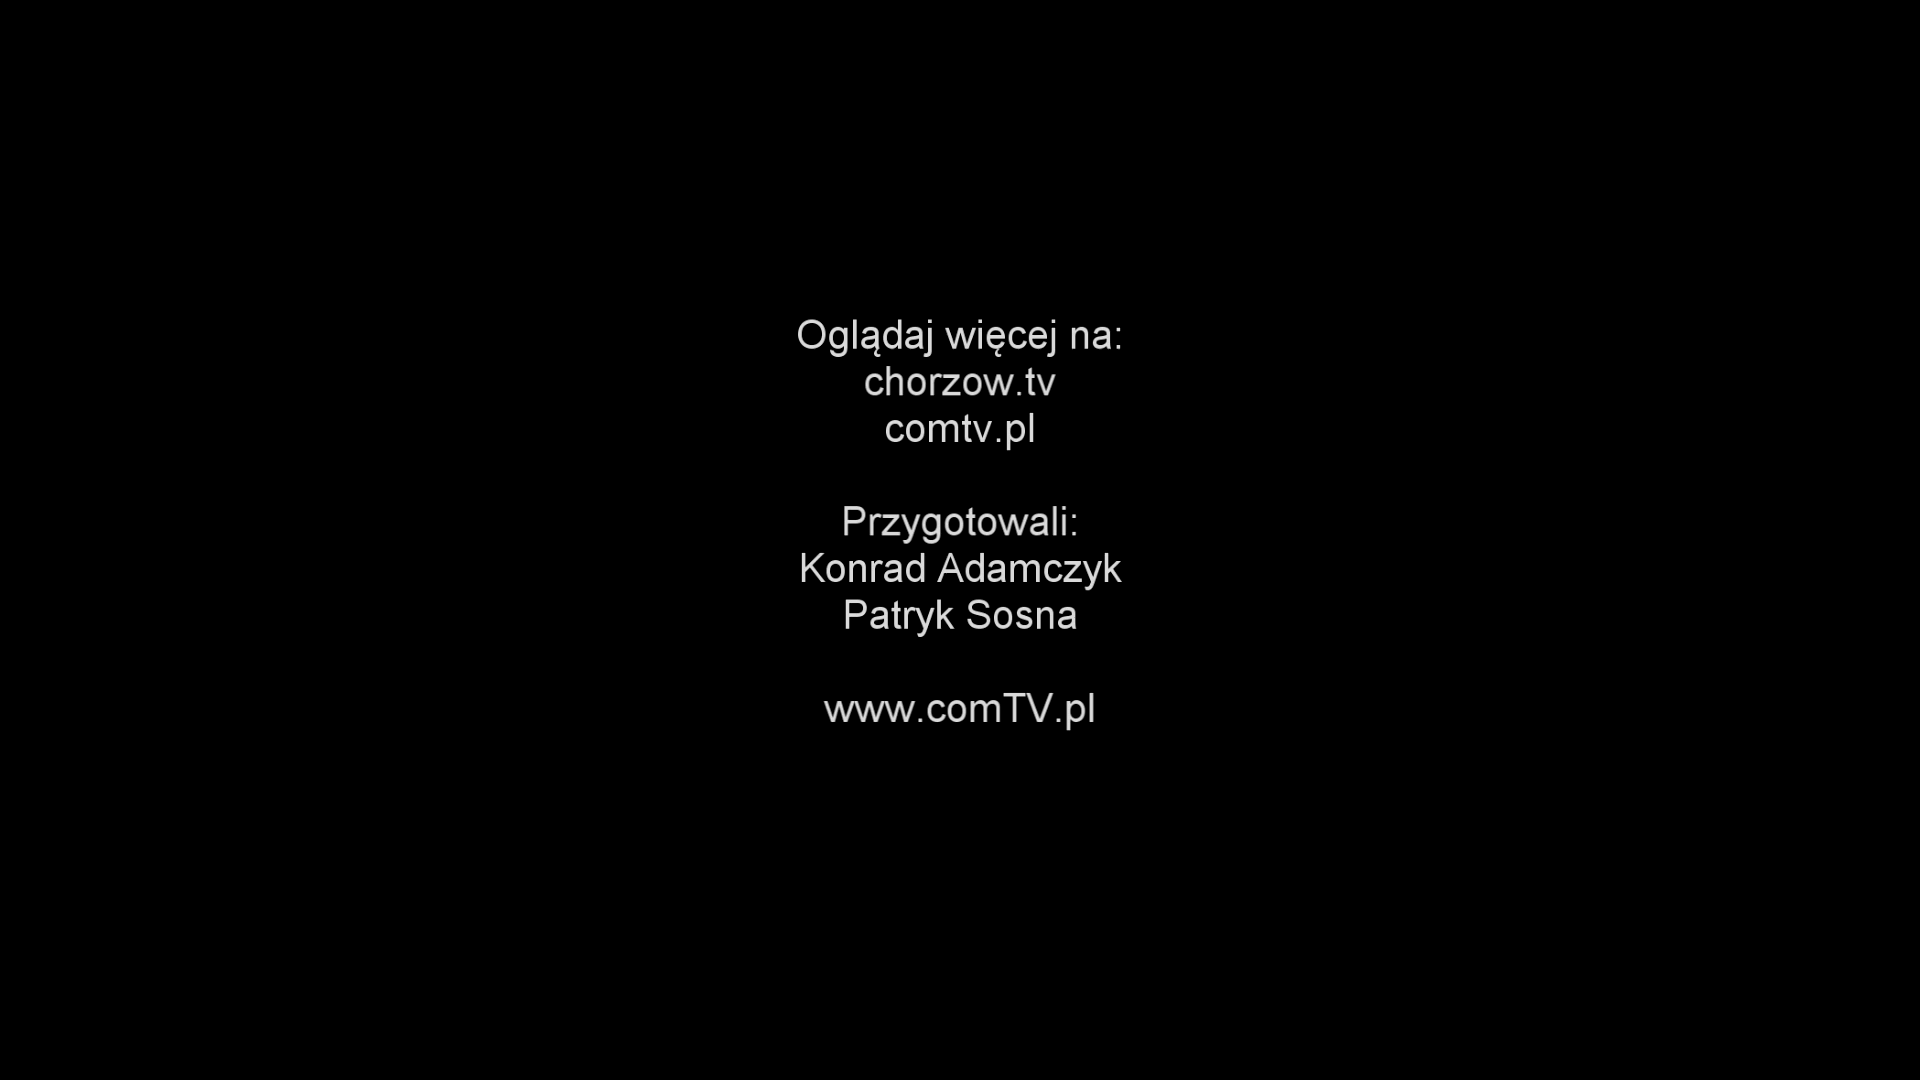 Oglądaj więcej na:
chorzow.tv
comtv.pl
Przygotowali:
Konrad Adamczyk
Patryk Sosna
www.comTV.pl